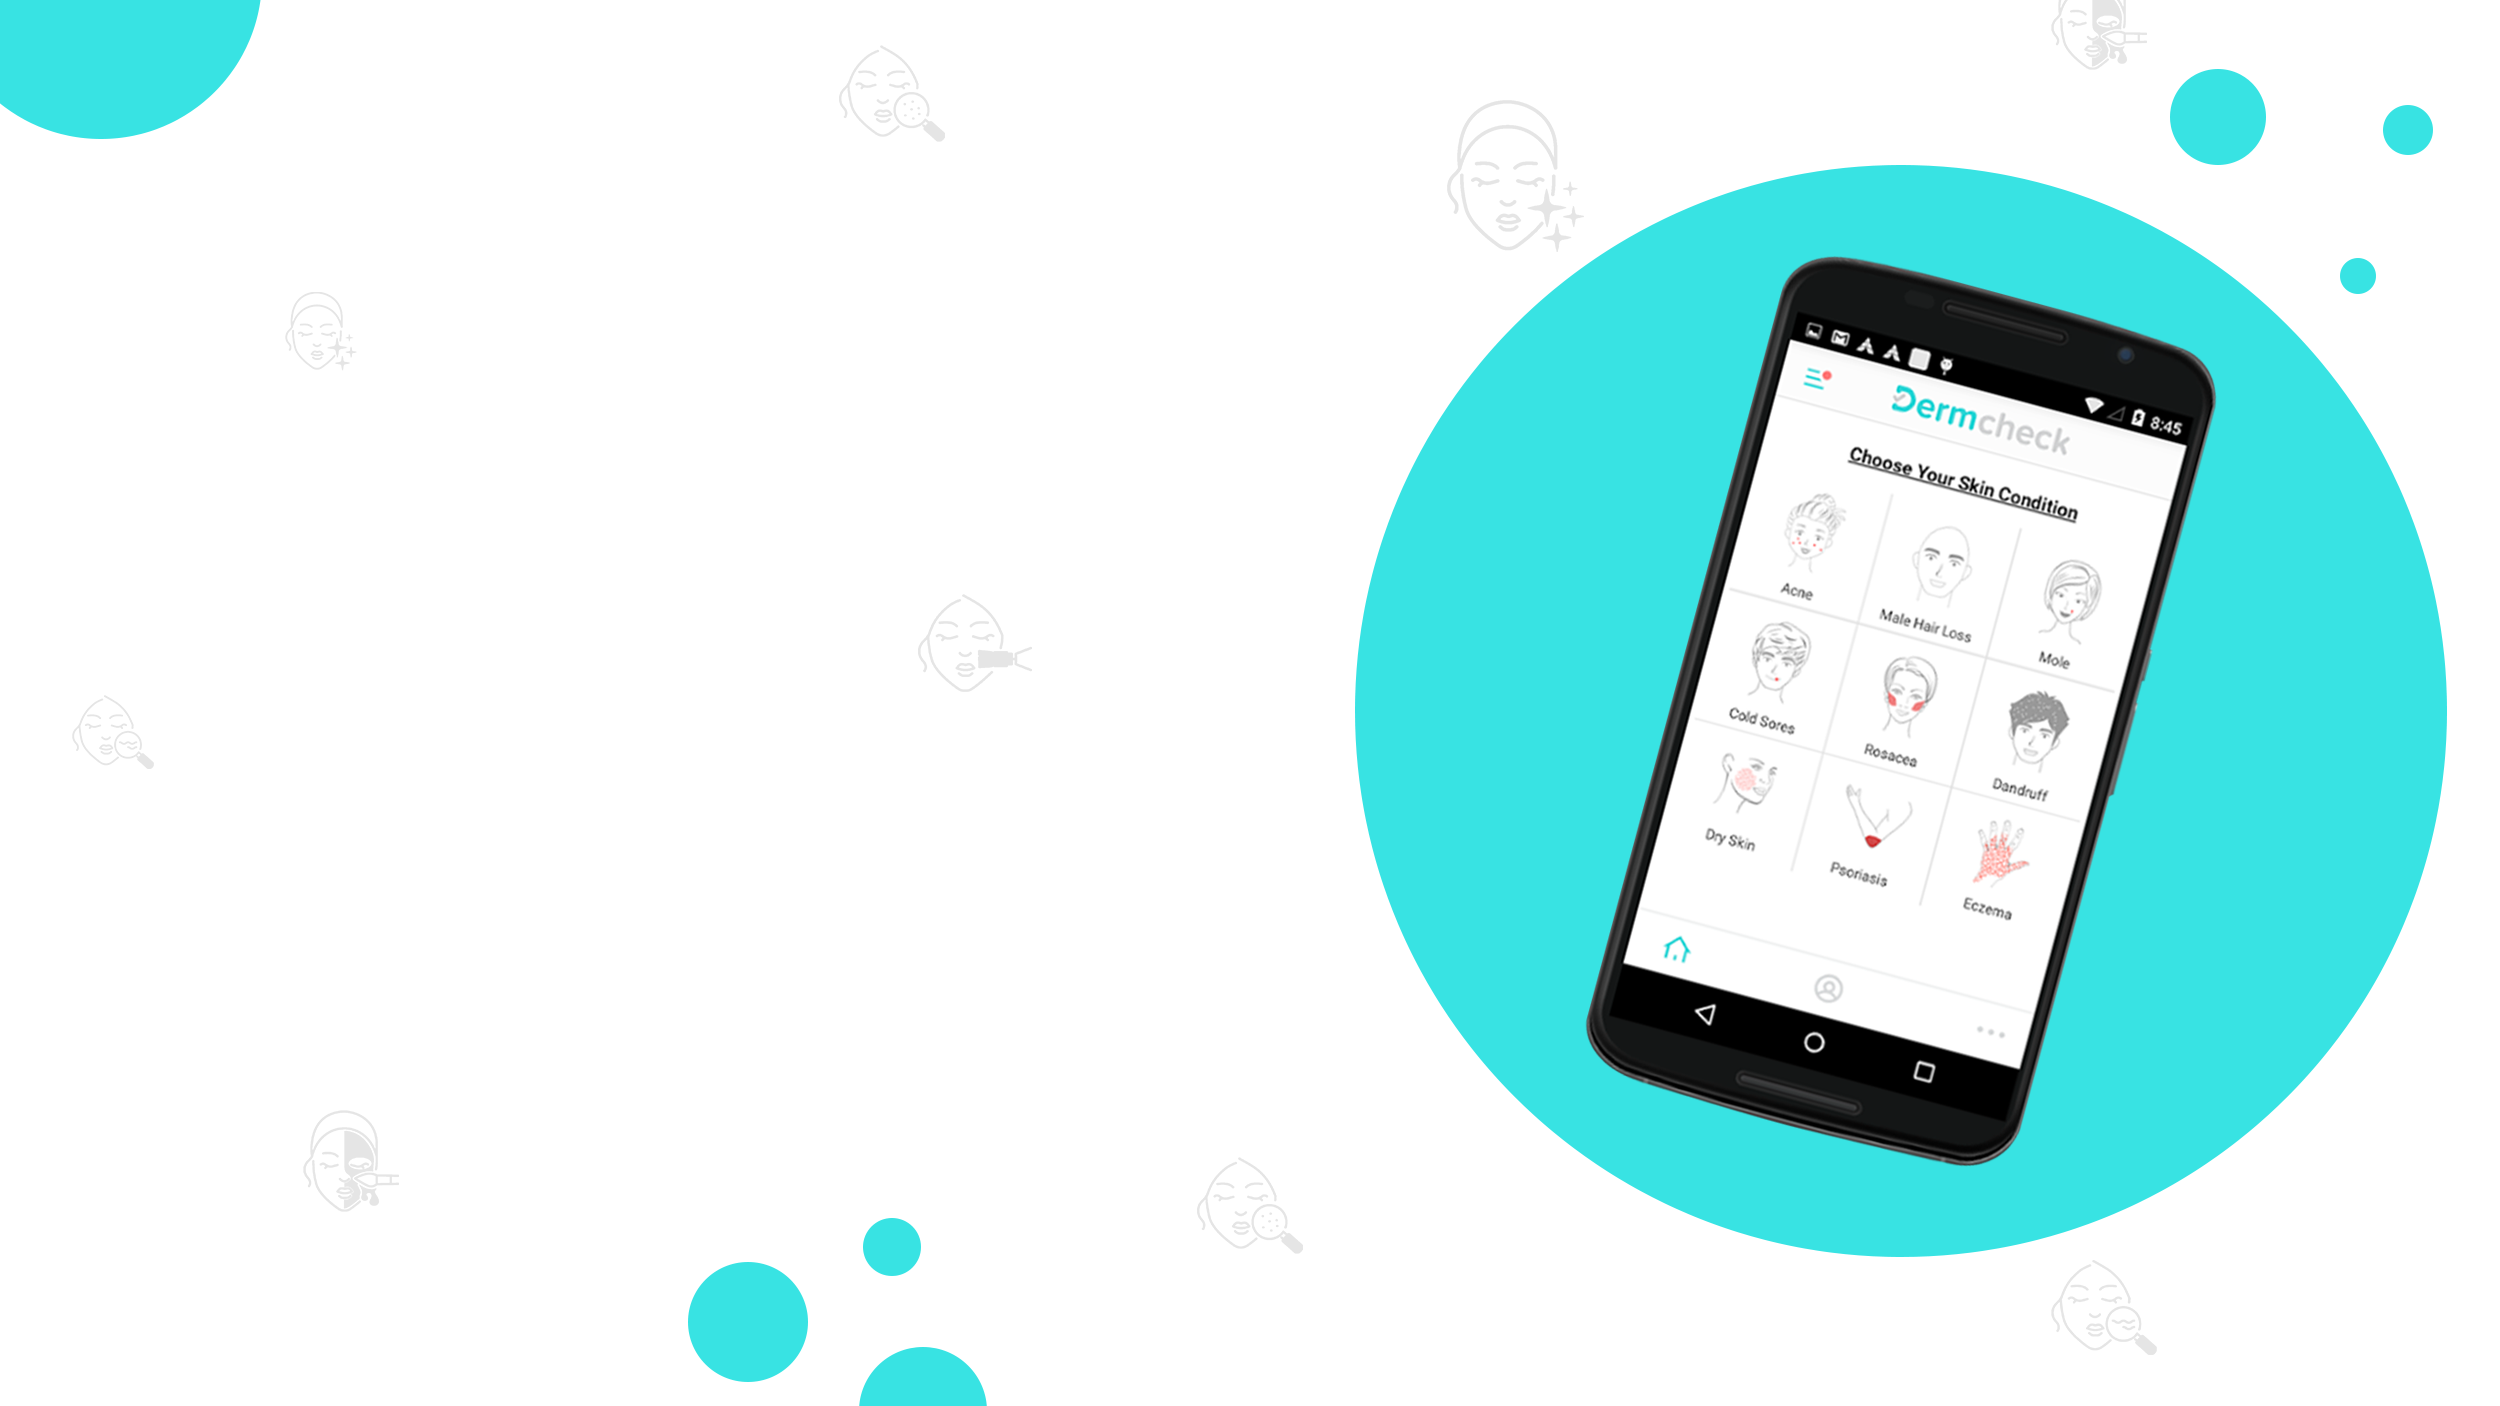 8:45
Dermcheck
Choose Your Skin Condition
Acne
Male Hair Loss
Mole
Cold Sores
Rosacea
Dandruff
Dry Skin
Psoriasis
Eczema